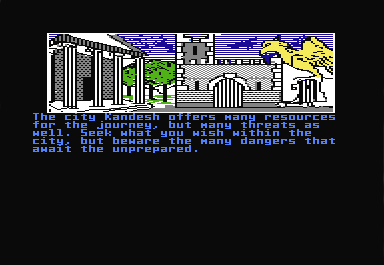 The city Kandesh offers many resources
for the journey, but many threats as
well. Seek what you wish within the
city, but beware the many dangers that
await the unprepared.